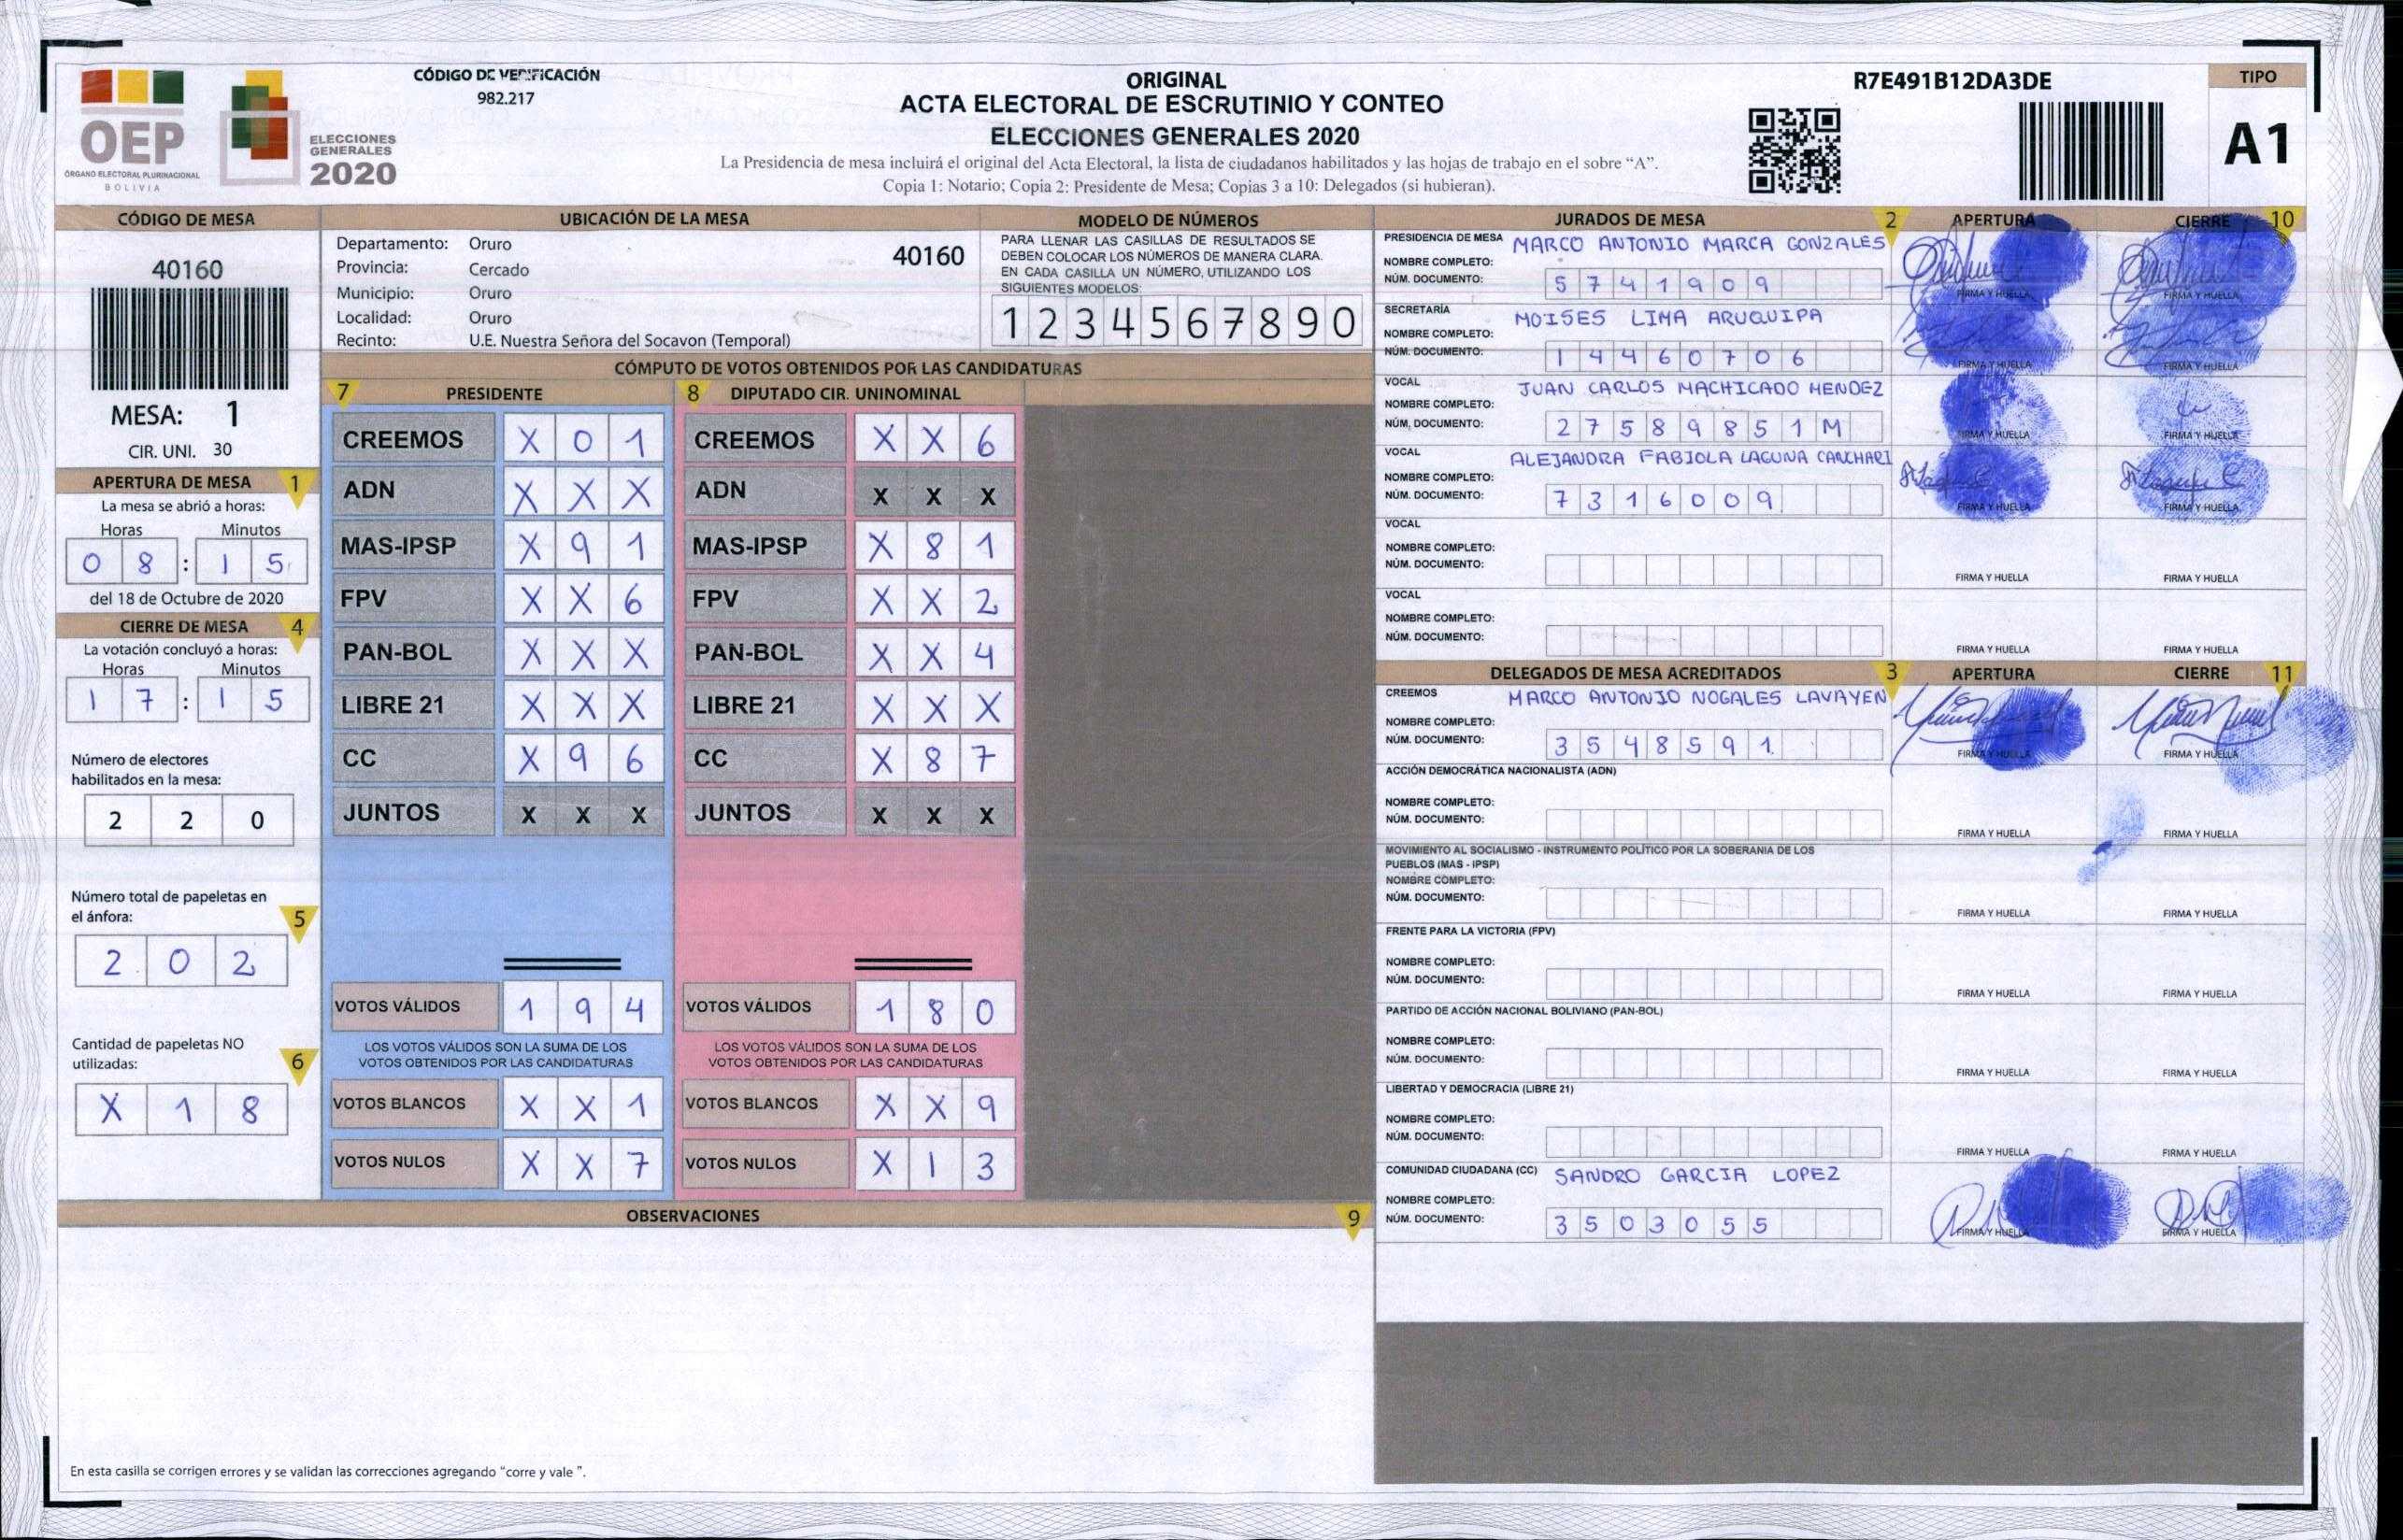 CÓDIGO DE VERIFICACIÓN
982.217
OEP
ÓRGANO ELECTORAL PLURINACIONAL
BOLIVIA
ELECCIONES
GENERALES
2020
ORIGINAL
ACTA ELECTORAL DE ESCRUTINIO Y CONTEO
ELECCIONES GENERALES 2020
La Presidencia de mesa incluirá el original del Acta Electoral, la lista de ciudadanos habilitados y las hojas de trabajo en el sobre “A”.
Copia 1: Notario; Copia 2: Presidente de Mesa; Copias 3 a 10: Delegados (si hubieran).
R7E491B12DA3DE
TIPO
A1
CÓDIGO DE MESA
40160
MESA: 1
CIR. UNI. 30
APERTURA DE MESA 1
La mesa se abrió a horas:
Horas Minutos
0 8 : 1 5
del 18 de Octubre de 2020
CIERRE DE MESA 4
La votación concluyó a horas:
Horas Minutos
1 7 : 1 5
Número de electores
habilitados en la mesa:
2 2 0
Número total de papeletas en
el ánfora: 5
2 0 2
Cantidad de papeletas NO
utilizadas: 6
X 1 8
UBICACIÓN DE LA MESA
Departamento: Oruro 40160
Provincia: Cercado
Municipio: Oruro
Localidad: Oruro
Recinto: U.E. Nuestra Señora del Socavon (Temporal)
MODELO DE NÚMEROS
PARA LLENAR LAS CASILLAS DE RESULTADOS SE
DEBEN COLOCAR LOS NÚMEROS DE MANERA CLARA.
EN CADA CASILLA UN NÚMERO, UTILIZANDO LOS
SIGUIENTES MODELOS:
1 2 3 4 5 6 7 8 9 0
CÓMPUTO DE VOTOS OBTENIDOS POR LAS CANDIDATURAS
7 PRESIDENTE 8 DIPUTADO CIR. UNINOMINAL
CREEMOS X 0 1 CREEMOS X X 6
ADN X X X ADN X X X
MAS-IPSP X 9 1 MAS-IPSP X 8 1
FPV X X 6 FPV X X 2
PAN-BOL X X X PAN-BOL X X 4
LIBRE 21 X X X LIBRE 21 X X X
CC X 9 6 CC X 8 7
JUNTOS X X X JUNTOS X X X
VOTOS VÁLIDOS 1 9 4 VOTOS VÁLIDOS 1 8 0
LOS VOTOS VÁLIDOS SON LA SUMA DE LOS LOS VOTOS VÁLIDOS SON LA SUMA DE LOS
VOTOS OBTENIDOS POR LAS CANDIDATURAS VOTOS OBTENIDOS POR LAS CANDIDATURAS
VOTOS BLANCOS X X 1 VOTOS BLANCOS X X 9
VOTOS NULOS X X 7 VOTOS NULOS X 1 3
OBSERVACIONES 9
En esta casilla se corrigen errores y se validan las correcciones agregando “corre y vale ”.
JURADOS DE MESA 2 APERTURA CIERRE 10
PRESIDENCIA DE MESA MARCO ANTONIO MARCA GONZALES
NOMBRE COMPLETO:
NÚM. DOCUMENTO: 5 7 4 1 9 0 9 FIRMA Y HUELLA FIRMA Y HUELLA
SECRETARÍA MOISES LIMA ARUQUIPA
NOMBRE COMPLETO:
NÚM. DOCUMENTO: 1 4 4 6 0 7 0 6 FIRMA Y HUELLA FIRMA Y HUELLA
VOCAL JUAN CARLOS MACHICADO MENDEZ
NOMBRE COMPLETO:
NÚM. DOCUMENTO: 2 7 5 8 9 8 5 1 M FIRMA Y HUELLA FIRMA Y HUELLA
VOCAL ALEJANDRA FABIOLA LAGUNA CANCHARI
NOMBRE COMPLETO:
NÚM. DOCUMENTO: 7 3 1 6 0 0 9 FIRMA Y HUELLA FIRMA Y HUELLA
VOCAL
NOMBRE COMPLETO:
NÚM. DOCUMENTO: FIRMA Y HUELLA FIRMA Y HUELLA
VOCAL
NOMBRE COMPLETO:
NÚM. DOCUMENTO: FIRMA Y HUELLA FIRMA Y HUELLA
DELEGADOS DE MESA ACREDITADOS 3 APERTURA CIERRE 11
CREEMOS MARCO ANTONIO NOGALES LAVAYEN
NOMBRE COMPLETO:
NÚM. DOCUMENTO: 3 5 4 8 5 9 1 FIRMA Y HUELLA FIRMA Y HUELLA
ACCIÓN DEMOCRÁTICA NACIONALISTA (ADN)
NOMBRE COMPLETO:
NÚM. DOCUMENTO: FIRMA Y HUELLA FIRMA Y HUELLA
MOVIMIENTO AL SOCIALISMO - INSTRUMENTO POLÍTICO POR LA SOBERANIA DE LOS
PUEBLOS (MAS - IPSP)
NOMBRE COMPLETO:
NÚM. DOCUMENTO: FIRMA Y HUELLA FIRMA Y HUELLA
FRENTE PARA LA VICTORIA (FPV)
NOMBRE COMPLETO:
NÚM. DOCUMENTO: FIRMA Y HUELLA FIRMA Y HUELLA
PARTIDO DE ACCIÓN NACIONAL BOLIVIANO (PAN-BOL)
NOMBRE COMPLETO:
NÚM. DOCUMENTO: FIRMA Y HUELLA FIRMA Y HUELLA
LIBERTAD Y DEMOCRACIA (LIBRE 21)
NOMBRE COMPLETO:
NÚM. DOCUMENTO: FIRMA Y HUELLA FIRMA Y HUELLA
COMUNIDAD CIUDADANA (CC) SANDRO GARCIA LOPEZ
NOMBRE COMPLETO:
NÚM. DOCUMENTO: 3 5 0 3 0 5 5 FIRMA Y HUELLA FIRMA Y HUELLA